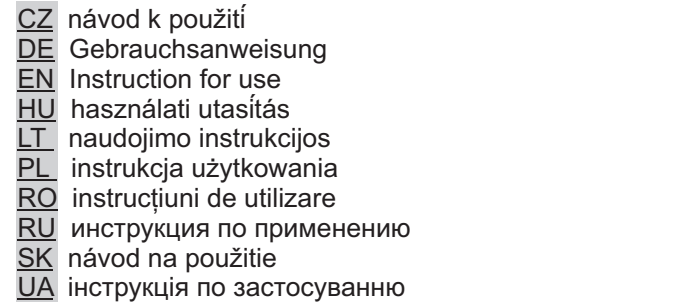 CZ návod k použití
DE Gebrauchsanweisung
EN Instruction for use
HU használati utasítás
LT naudojimo instrukcijos
PL instrukcja użytkowania
RO instrucțiuni de utilizare
RU инструкция по применению
SK návod na použitie
UA інструкція по застосуванню